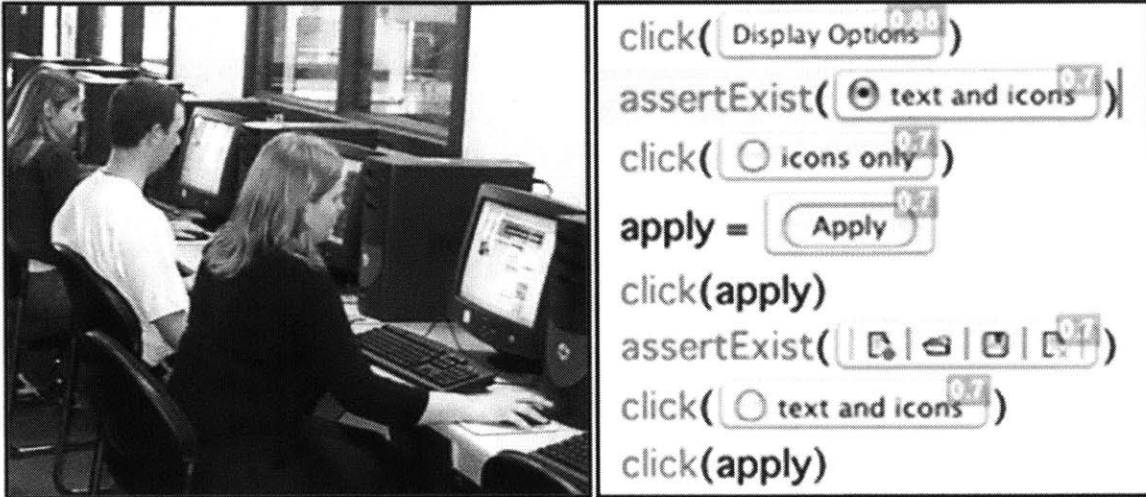 click( Display Options 0.88 )
assertExist( text and icons 0.7 )
click( icons only 0.7 )
apply = Apply 0.7
click(apply)
assertExist( 0.7 )
click( text and icons 0.7 )
click(apply)